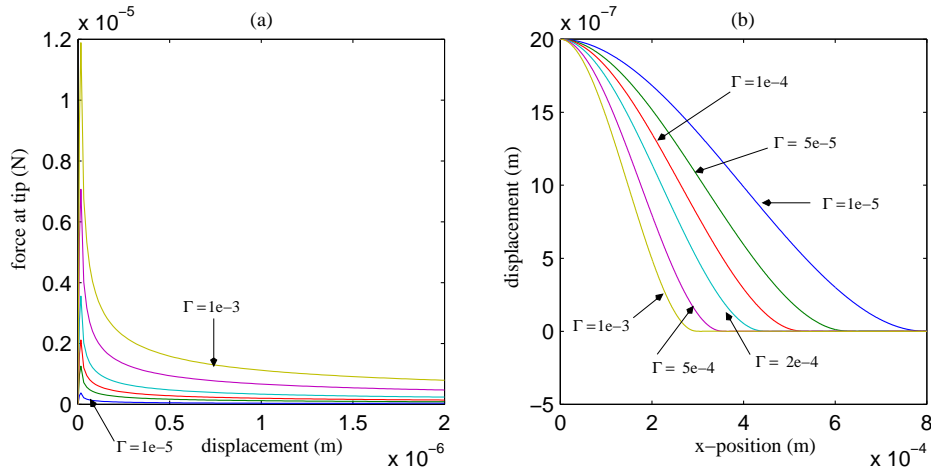 (a)
x 10⁻⁵
1.2
1
0.8
0.6
0.4
0.2
0
force at tip (N)
Γ=1e−3
Γ=1e−5
0
0.5
1
1.5
2
displacement (m)
x 10⁻⁶
(b)
x 10⁻⁷
20
15
10
5
0
−5
displacement (m)
Γ=1e−4
Γ= 5e−5
Γ=1e−5
Γ=1e−3
Γ= 5e−4
Γ= 2e−4
0
2
4
6
8
x−position (m)
x 10⁻⁴